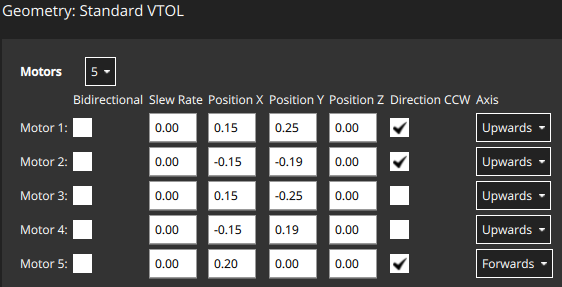 Geometry: Standard VTOL
Motors 5
Bidirectional Slew Rate Position X Position Y Position Z Direction CCW Axis
Motor 1: 0.00 0.15 0.25 0.00 Upwards
Motor 2: 0.00 -0.15 -0.19 0.00 Upwards
Motor 3: 0.00 0.15 -0.25 0.00 Upwards
Motor 4: 0.00 -0.15 0.19 0.00 Upwards
Motor 5: 0.00 0.20 0.00 0.00 Forwards